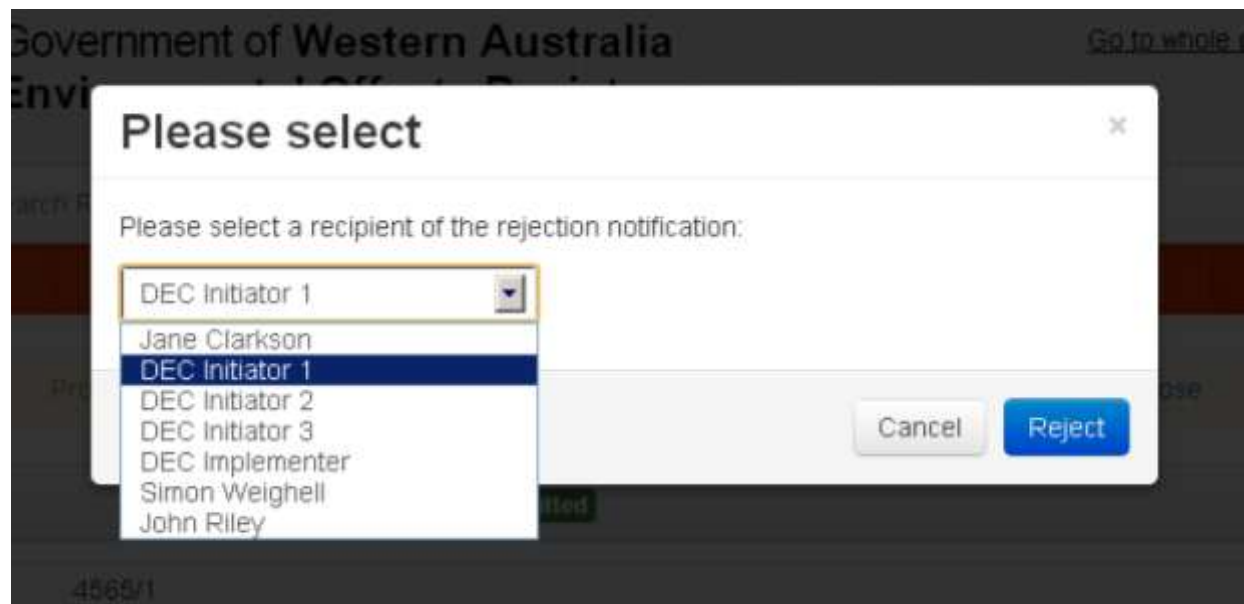 Government of Western Australia
Go to whole
Please select
×
Please select a recipient of the rejection notification:
DEC Initiator 1
Jane Clarkson
DEC Initiator 1
DEC Initiator 2
DEC Initiator 3
DEC Implementer
Simon Weighell
John Riley
Cancel
Reject
4565/1